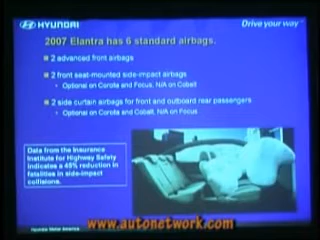 HYUNDAI
Drive your way
2007 Elantra has 6 standard airbags.
2 advanced front airbags
2 front seat-mounted side-impact airbags
• Optional on Corolla and Focus, N/A on Cobalt
2 side curtain airbags for front and outboard rear passengers
• Optional on Corolla and Cobalt, N/A on Focus
Data from the Insurance
Institute for Highway Safety
indicates a 45% reduction in
fatalities in side-impact
collisions.
Hyundai Motor America
www.autonetwork.com